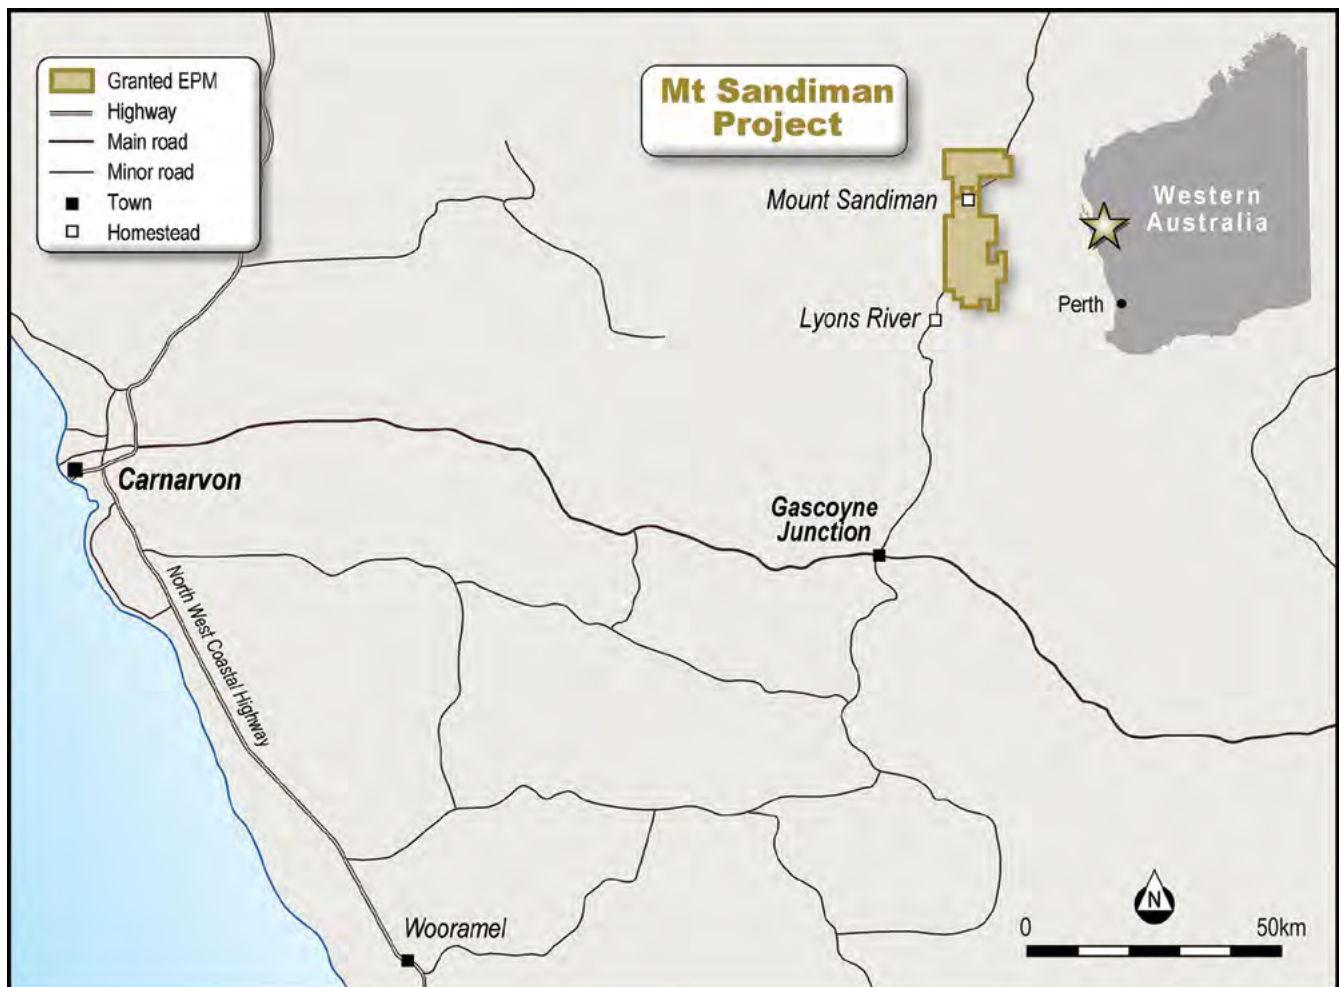 Granted EPM
Highway
Main road
Minor road
Town
Homestead
Mt Sandiman
Project
Mount Sandiman
Western
Australia
Perth
Lyons River
Carnarvon
Gascoyne
Junction
North West Coastal Highway
Wooramel
N
0
50km